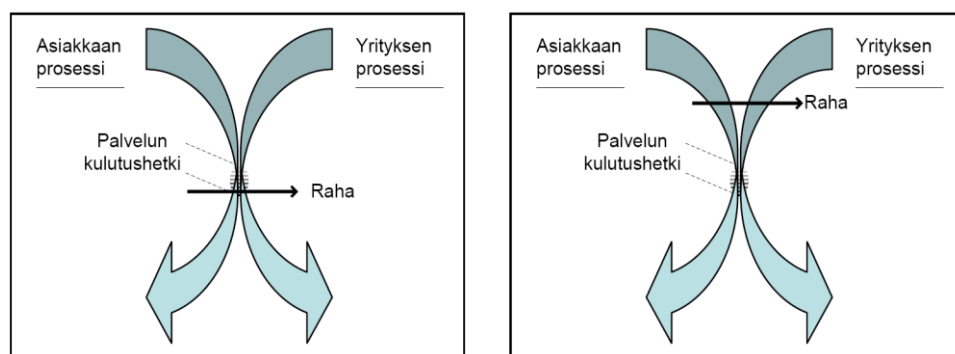 Asiakkaan
prosessi
Yrityksen
prosessi
Palvelun
kulutushetki
Raha
Asiakkaan
prosessi
Yrityksen
prosessi
Raha
Palvelun
kulutushetki